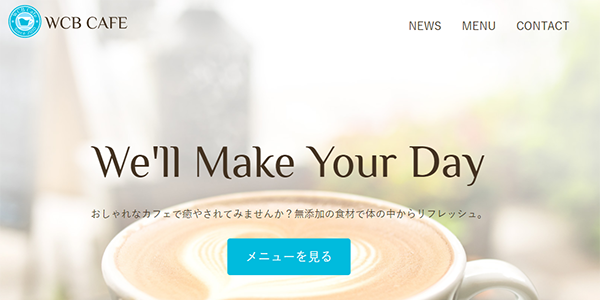 WCB CAFE
NEWS MENU CONTACT
We'll Make Your Day
おしゃれなカフェで癒やされてみませんか？無添加の食材で体の中からリフレッシュ。
メニューを見る